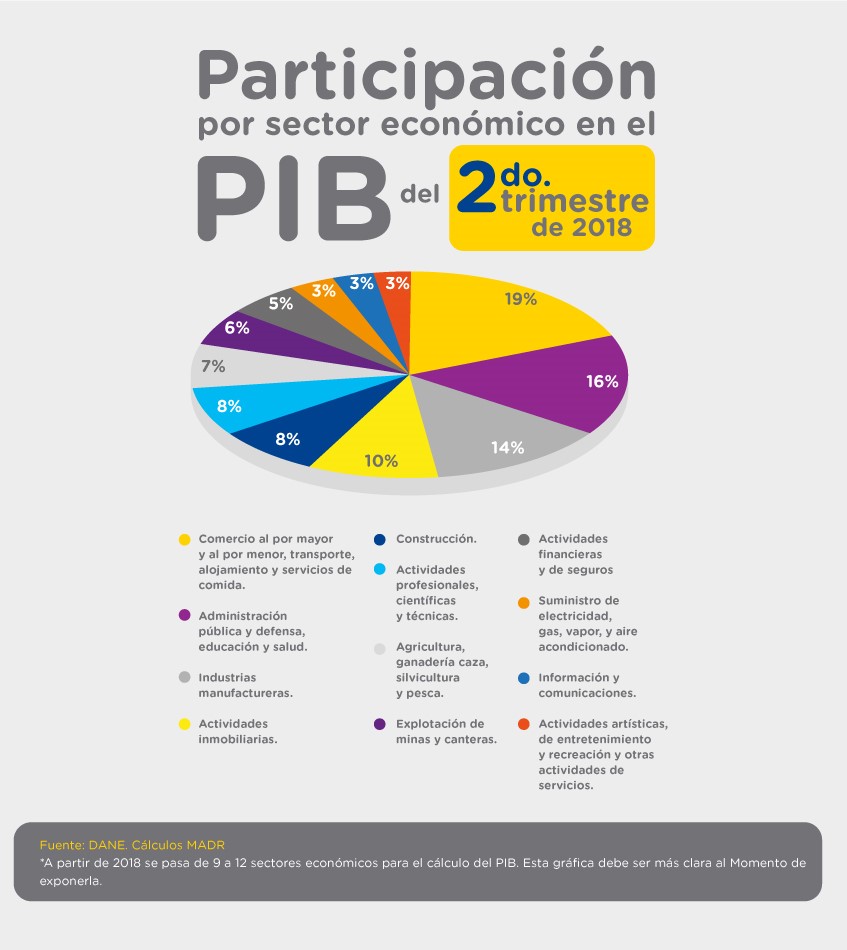 Participación
por sector económico en el
PIB del 2do.
trimestre
de 2018
3%
3%
3%
5%
6%
7%
8%
8%
10%
14%
16%
19%
Comercio al por mayor
y al por menor, transporte,
alojamiento y servicios de
comida.
Administración
pública y defensa,
educación y salud.
Industrias
manufactureras.
Actividades
inmobiliarias.
Construcción.
Actividades
profesionales,
científicas
y técnicas.
Agricultura,
ganadería caza,
silvicultura
y pesca.
Explotación de
minas y canteras.
Actividades
financieras
y de seguros
Suministro de
electricidad,
gas, vapor, y aire
acondicionado.
Información y
comunicaciones.
Actividades artísticas,
de entretenimiento
y recreación y otras
actividades de
servicios.
Fuente: DANE. Cálculos MADR
*A partir de 2018 se pasa de 9 a 12 sectores económicos para el cálculo del PIB. Esta gráfica debe ser más clara al Momento de
exponerla.